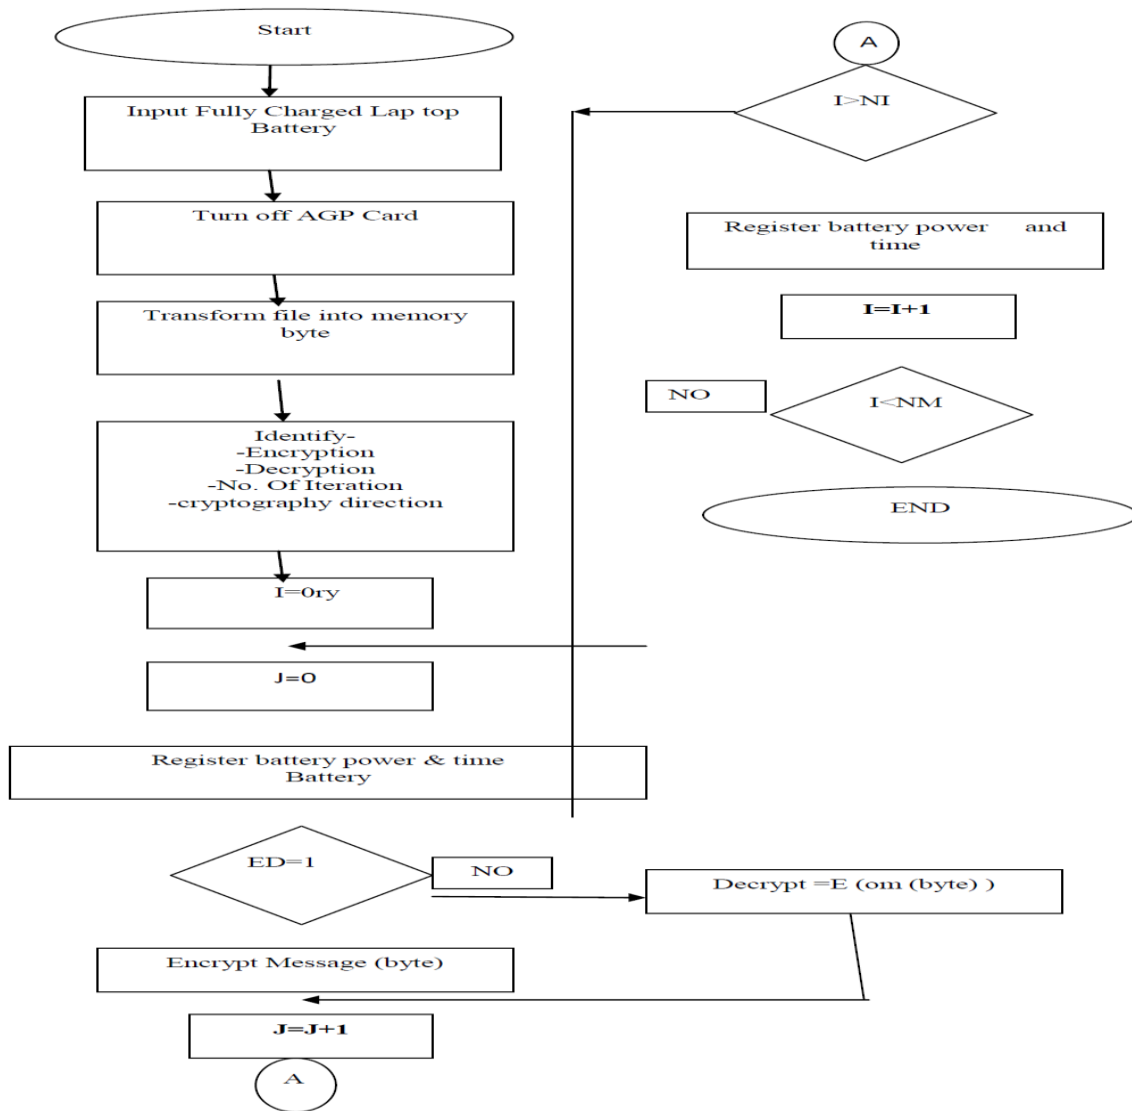 Start
Input Fully Charged Lap top
Battery
Turn off AGP Card
Transform file into memory
byte
Identify-
-Encryption
-Decryption
-No. Of Iteration
-cryptography direction
I=0ry
J=0
Register battery power & time
Battery
ED=1
NO
Decrypt =E (om (byte) )
Encrypt Message (byte)
J=J+1
A
A
I>NI
Register battery power and
time
I=I+1
NO
I<NM
END